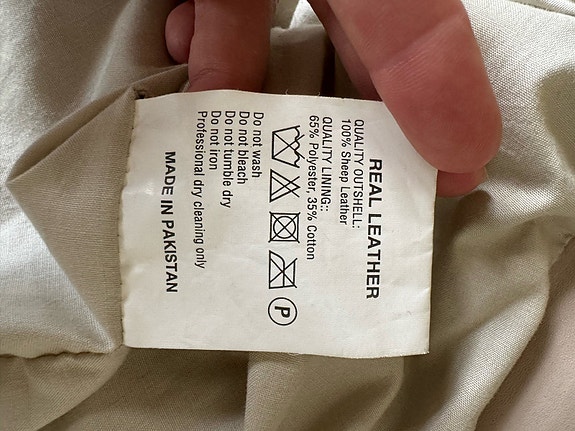 REAL LEATHER
QUALITY OUTSHELL:
100% Sheep Leather
QUALITY LINING::
65% Polyester, 35% Cotton
P
Do not wash
Do not bleach
Do not tumble dry
Do not iron
Professional dry cleaning only
MADE IN PAKISTAN